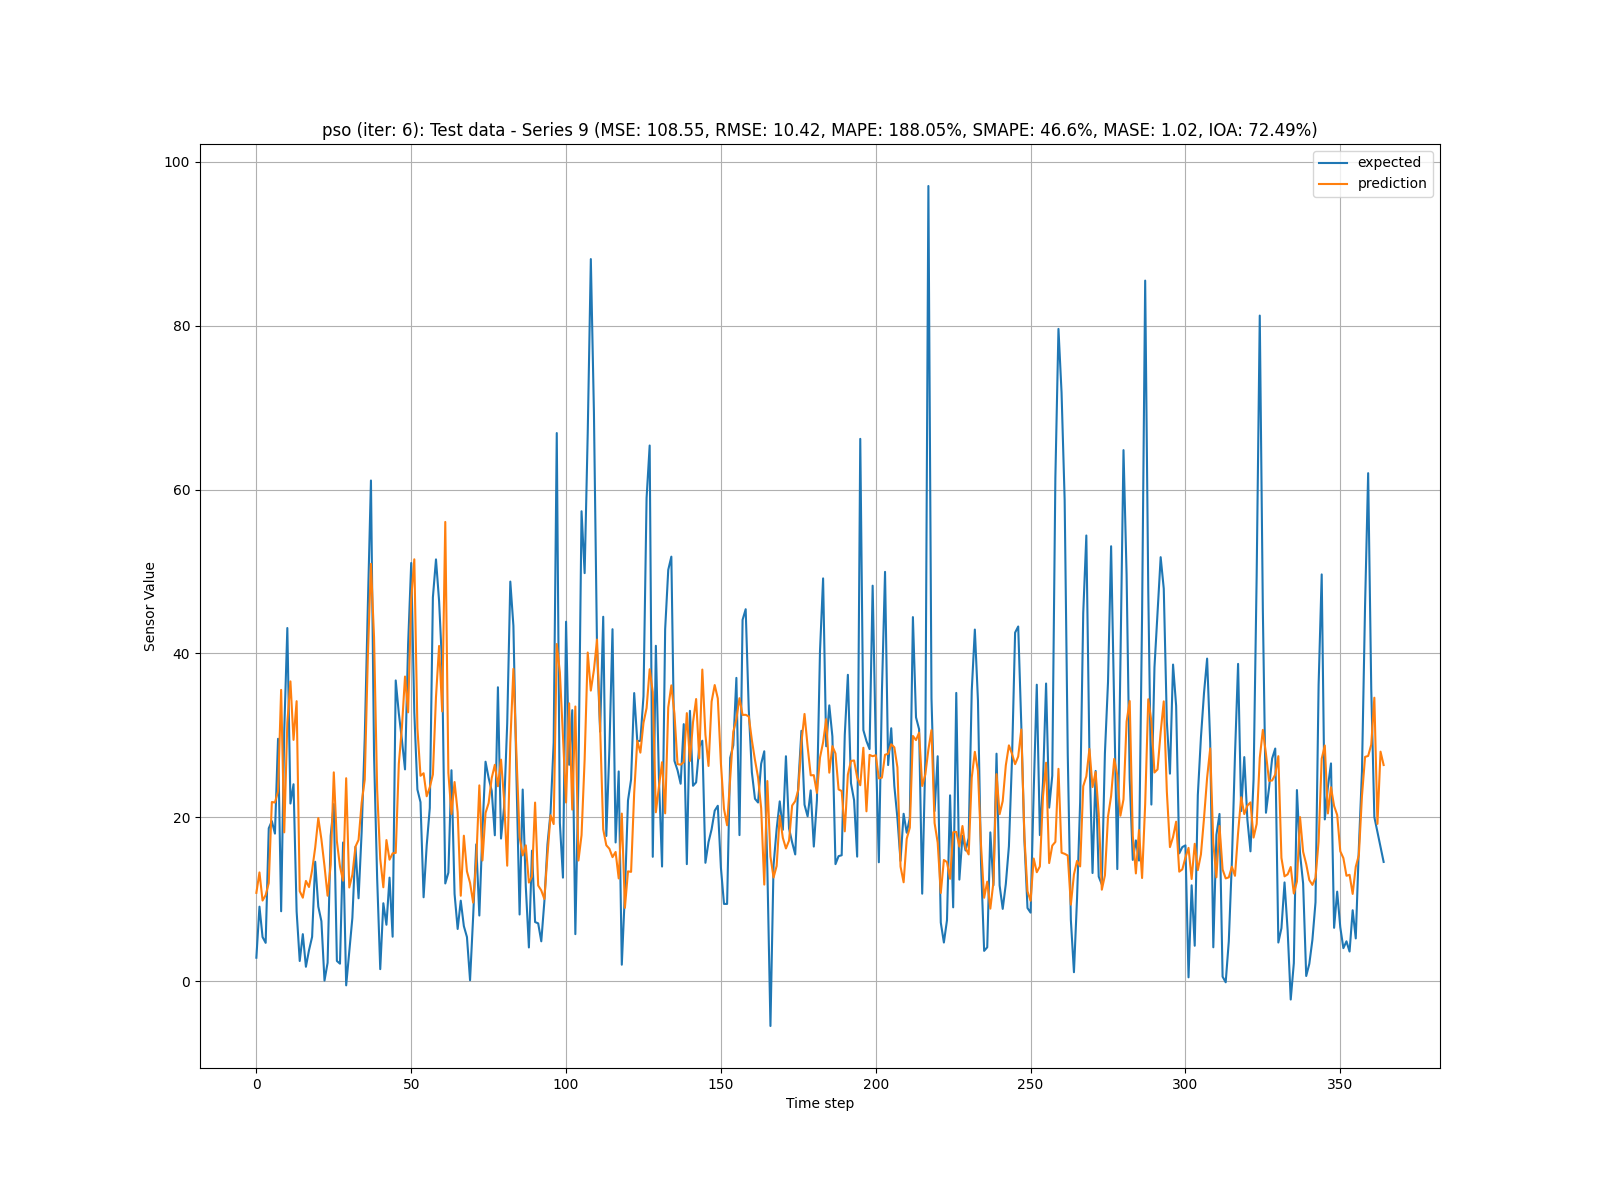 pso (iter: 6): Test data - Series 9 (MSE: 108.55, RMSE: 10.42, MAPE: 188.05%, SMAPE: 46.6%, MASE: 1.02, IOA: 72.49%)
expected
prediction
100
80
60
40
20
0
Sensor Value
0 50 100 150 200 250 300 350
Time step